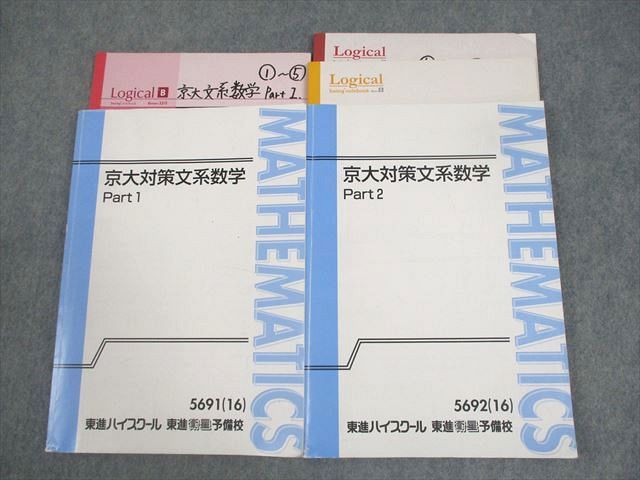 Logical B
京大文系数学 Part 1.
①~⑤
Logical
Logical
swing notebook
京大対策文系数学
Part 1
MATHEMATICS
5691(16)
東進ハイスクール 東進衛星予備校
京大対策文系数学
Part 2
MATHEMATICS
5692(16)
東進ハイスクール 東進衛星予備校